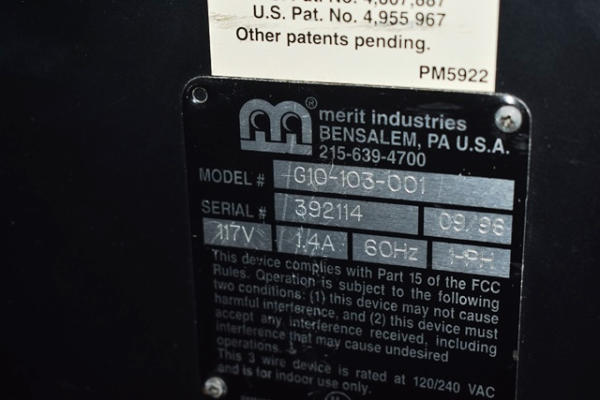 U.S. Pat. No. 4,955,967
Other patents pending.
PM5922
m®
merit industries
BENSALEM, PA U.S.A.
215-639-4700
MODEL # G10-103-001
SERIAL # 392114 09/96
117V 1.4A 60Hz 1-PH
This device complies with Part 15 of the FCC
Rules. Operation is subject to the following
two conditions: (1) this device may not cause
harmful interference, and (2) this device must
accept any interference received, including
interference that may cause undesired
operations.
This 3 wire device is rated at 120/240 VAC
and is for indoor use only.